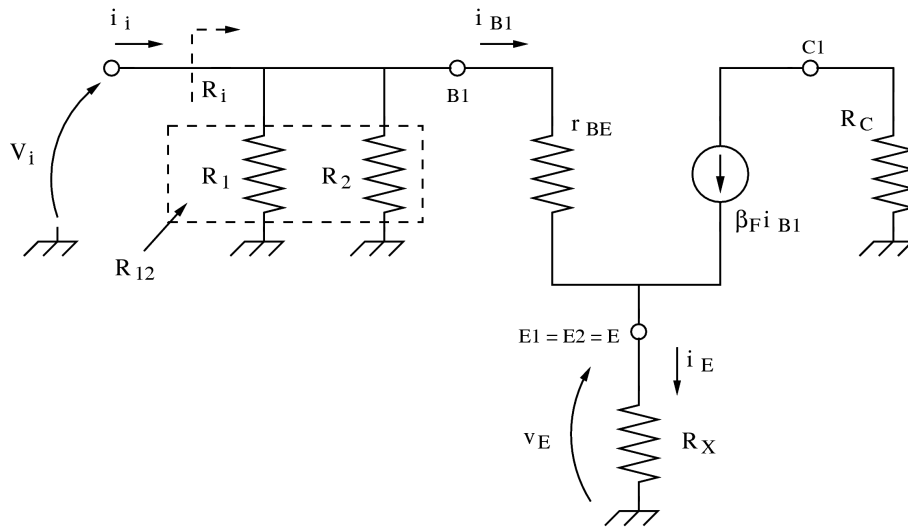 i i
i B1
C1
R i
B1
V i
r BE
R C
R 1
R 2
β F i B1
R 12
E1 = E2 = E
i E
v E
R X